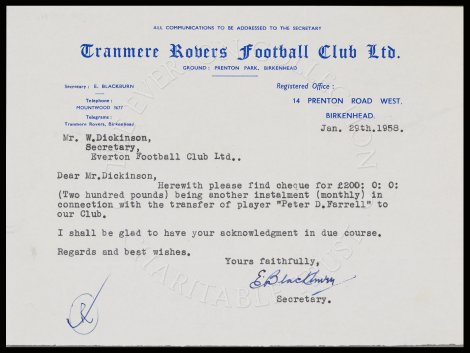 ALL COMMUNICATIONS TO BE ADDRESSED TO THE SECRETARY
Tranmere Rovers Football Club Ltd.
GROUND: PRENTON PARK, BIRKENHEAD
Secretary: E. BLACKBURN
Telephone:
MOUNTWOOD 3677
Telegrams:
Tranmere Rovers, Birkenhead
Registered Office:
14 PRENTON ROAD WEST,
BIRKENHEAD.
Jan. 29th.1958.
Mr. W.Dickinson,
Secretary,
Everton Football Club Ltd..
Dear Mr.Dickinson,
Herewith please find cheque for £200: 0: 0:
(Two hundred pounds) being another instalment (monthly) in
connection with the transfer of player "Peter D.Farrell" to
our Club.
I shall be glad to have your acknowledgment in due course.
Regards and best wishes.
Yours faithfully,
E Blackburn
Secretary.